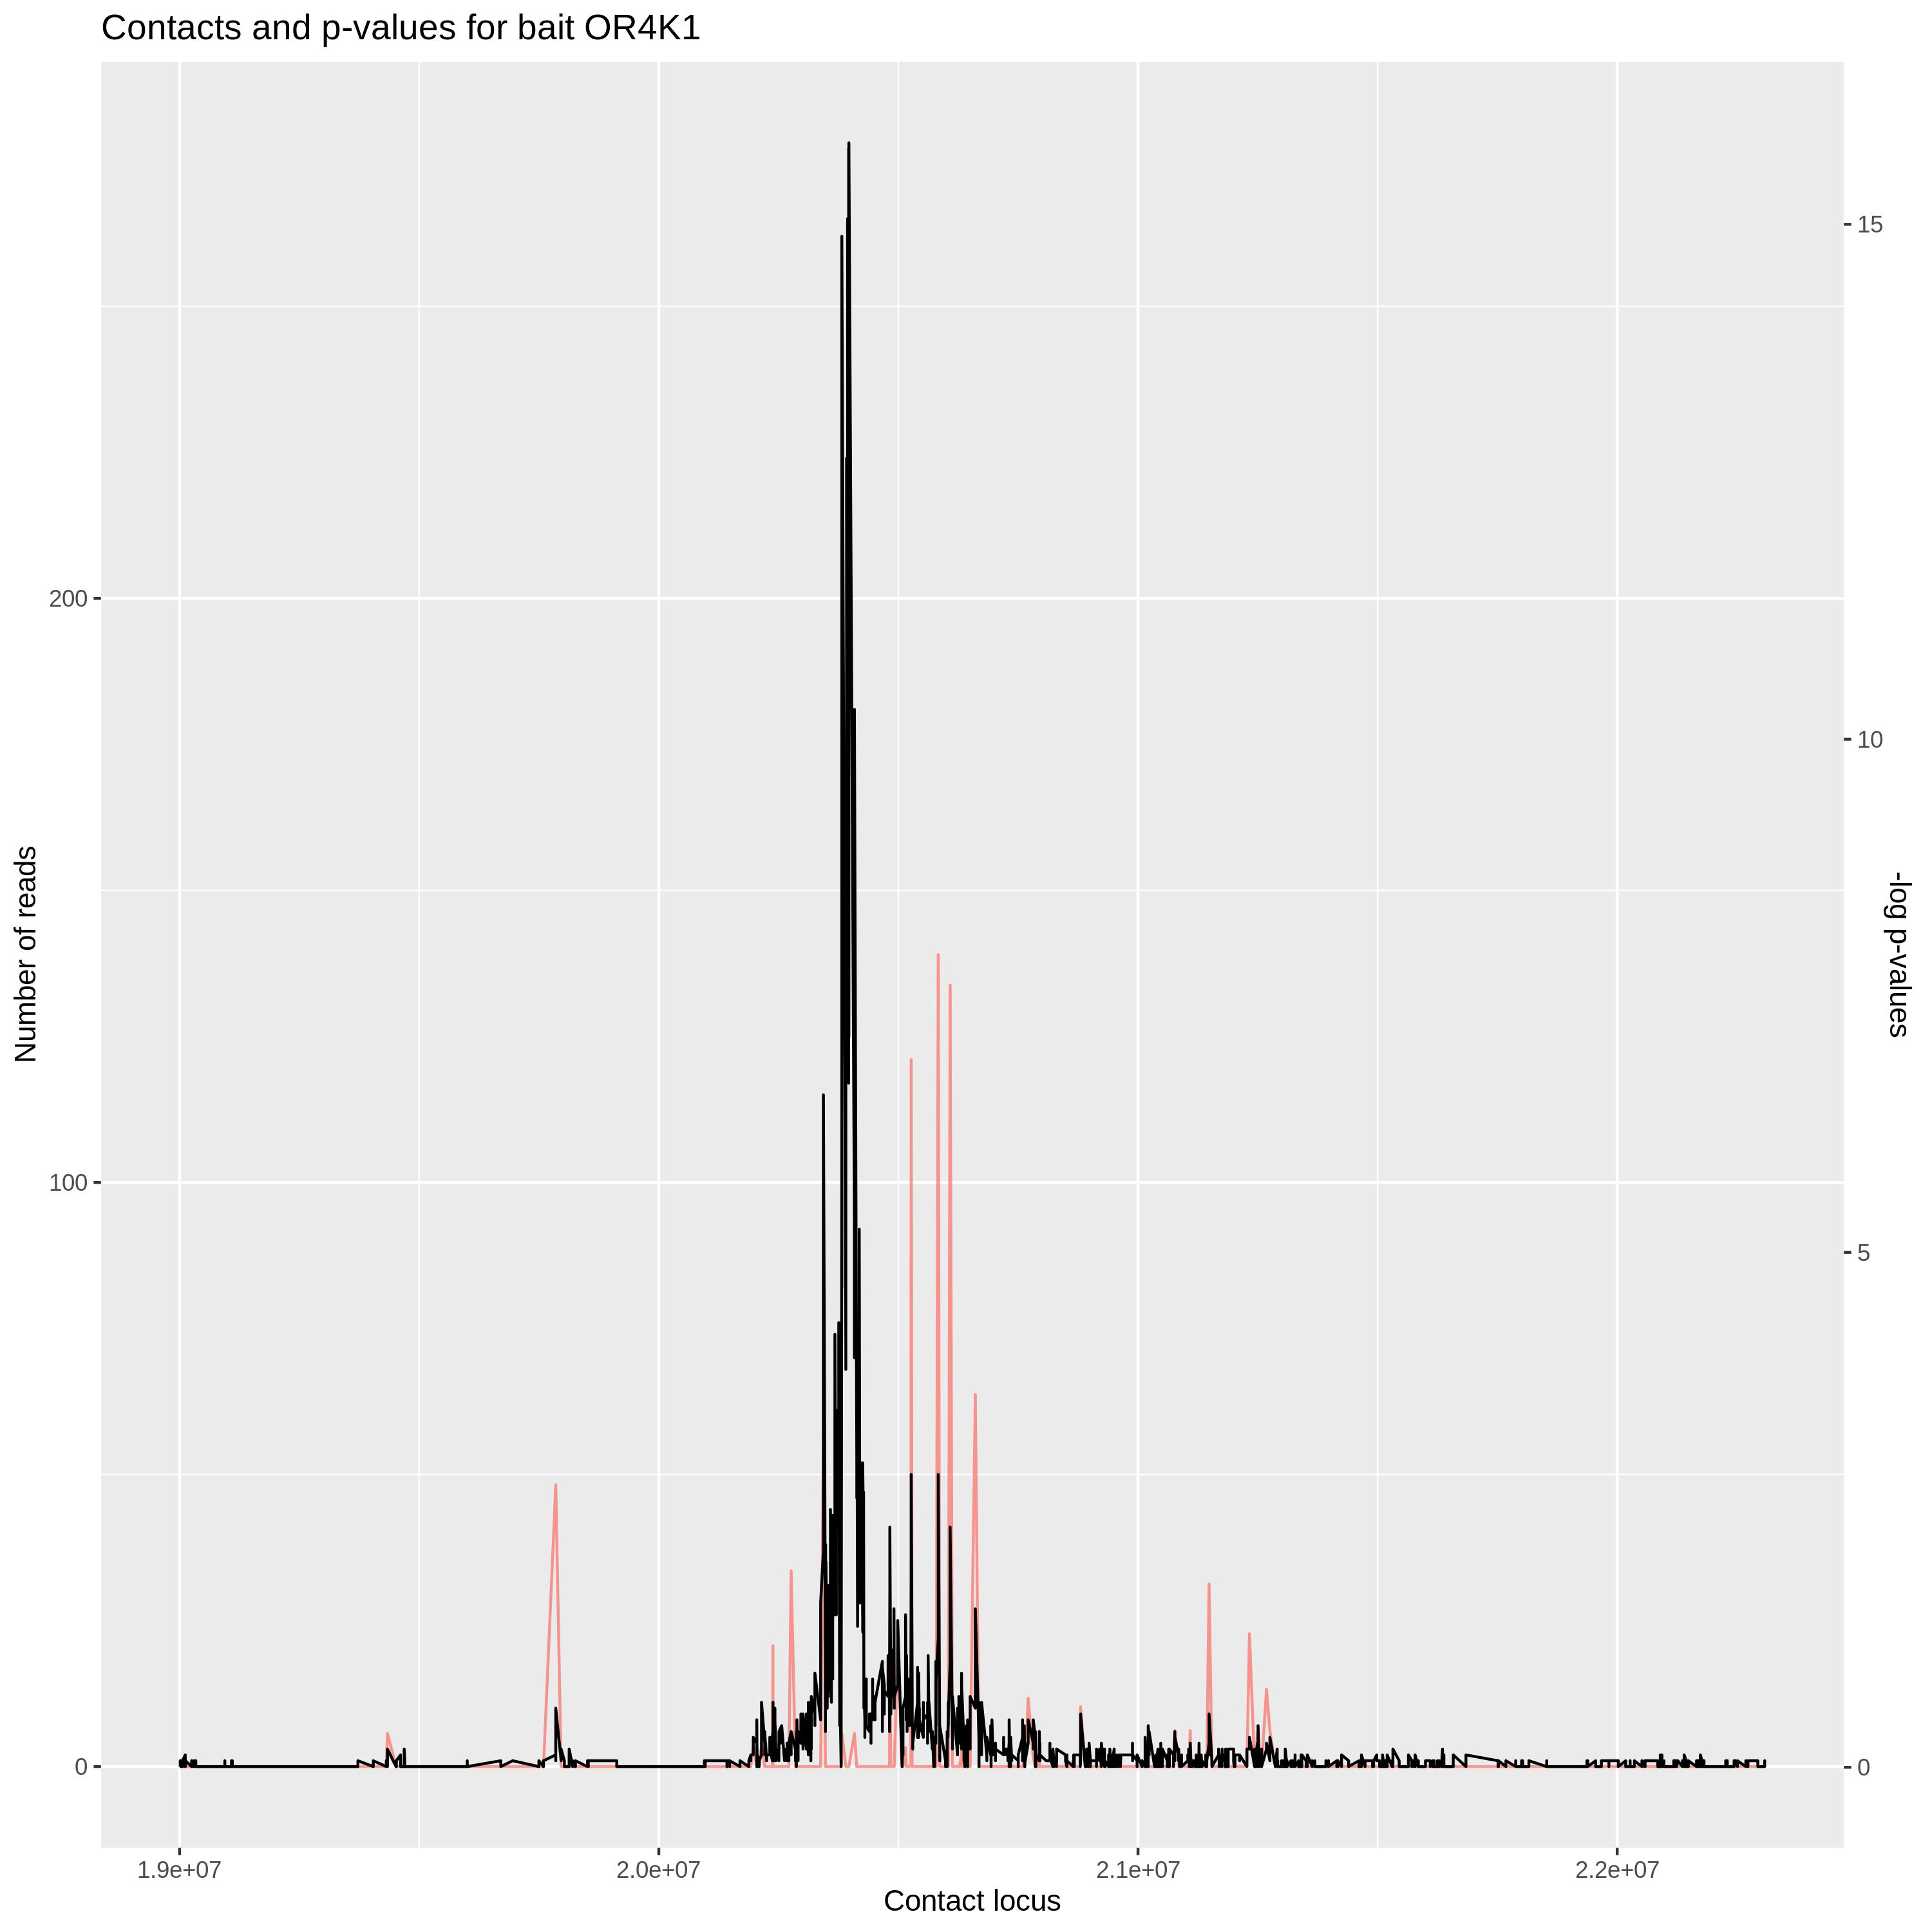 Contacts and p-values for bait OR4K1
Number of reads
200
100
0
15
10
5
0
-log p-values
1.9e+07 2.0e+07 2.1e+07 2.2e+07
Contact locus